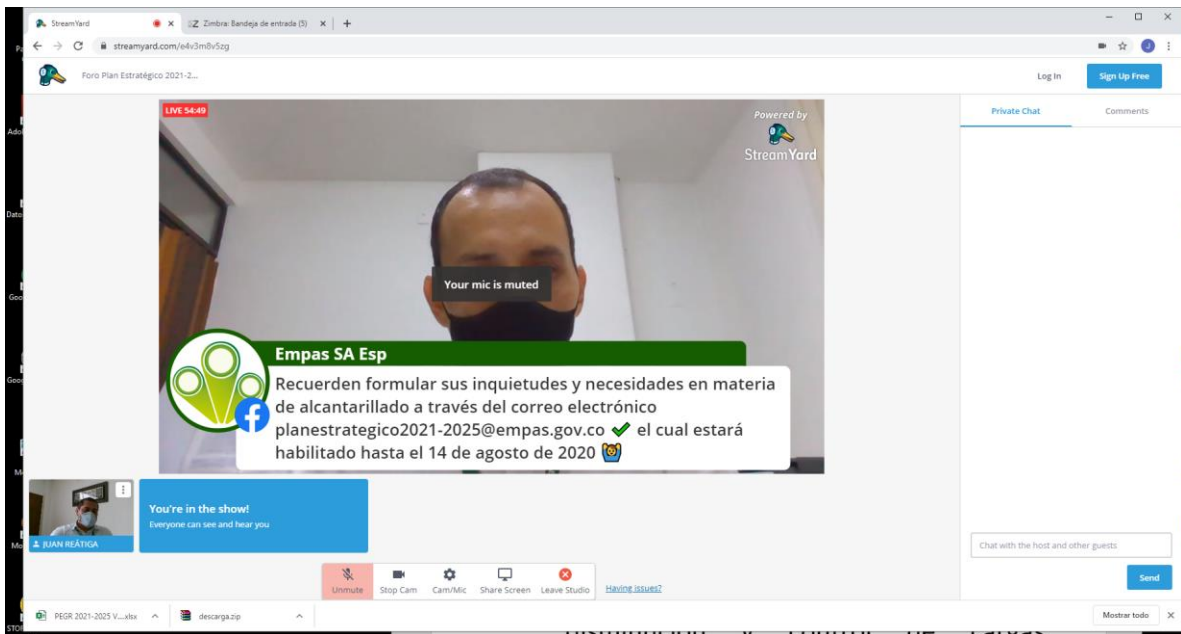 StreamYard
Zimbra: Bandeja de entrada (5)
streamyard.com/e4v3m8v5zg
J
Foro Plan Estratégico 2021-2...
Log In
Sign Up Free
LIVE 54:49
Powered by
StreamYard
Private Chat
Comments
Your mic is muted
Empas SA Esp
Recuerden formular sus inquietudes y necesidades en materia
de alcantarillado a través del correo electrónico
planestrategico2021-2025@empas.gov.co ✔ el cual estará
habilitado hasta el 14 de agosto de 2020 🙆
You're in the show!
Everyone can see and hear you
JUAN REÁTIGA
Chat with the host and other guests
Send
Unmute
Stop Cam
Cam/Mic
Share Screen
Leave Studio
Having issues?
PEGR 2021-2025 V....xlsx
descarga.zip
Mostrar todo